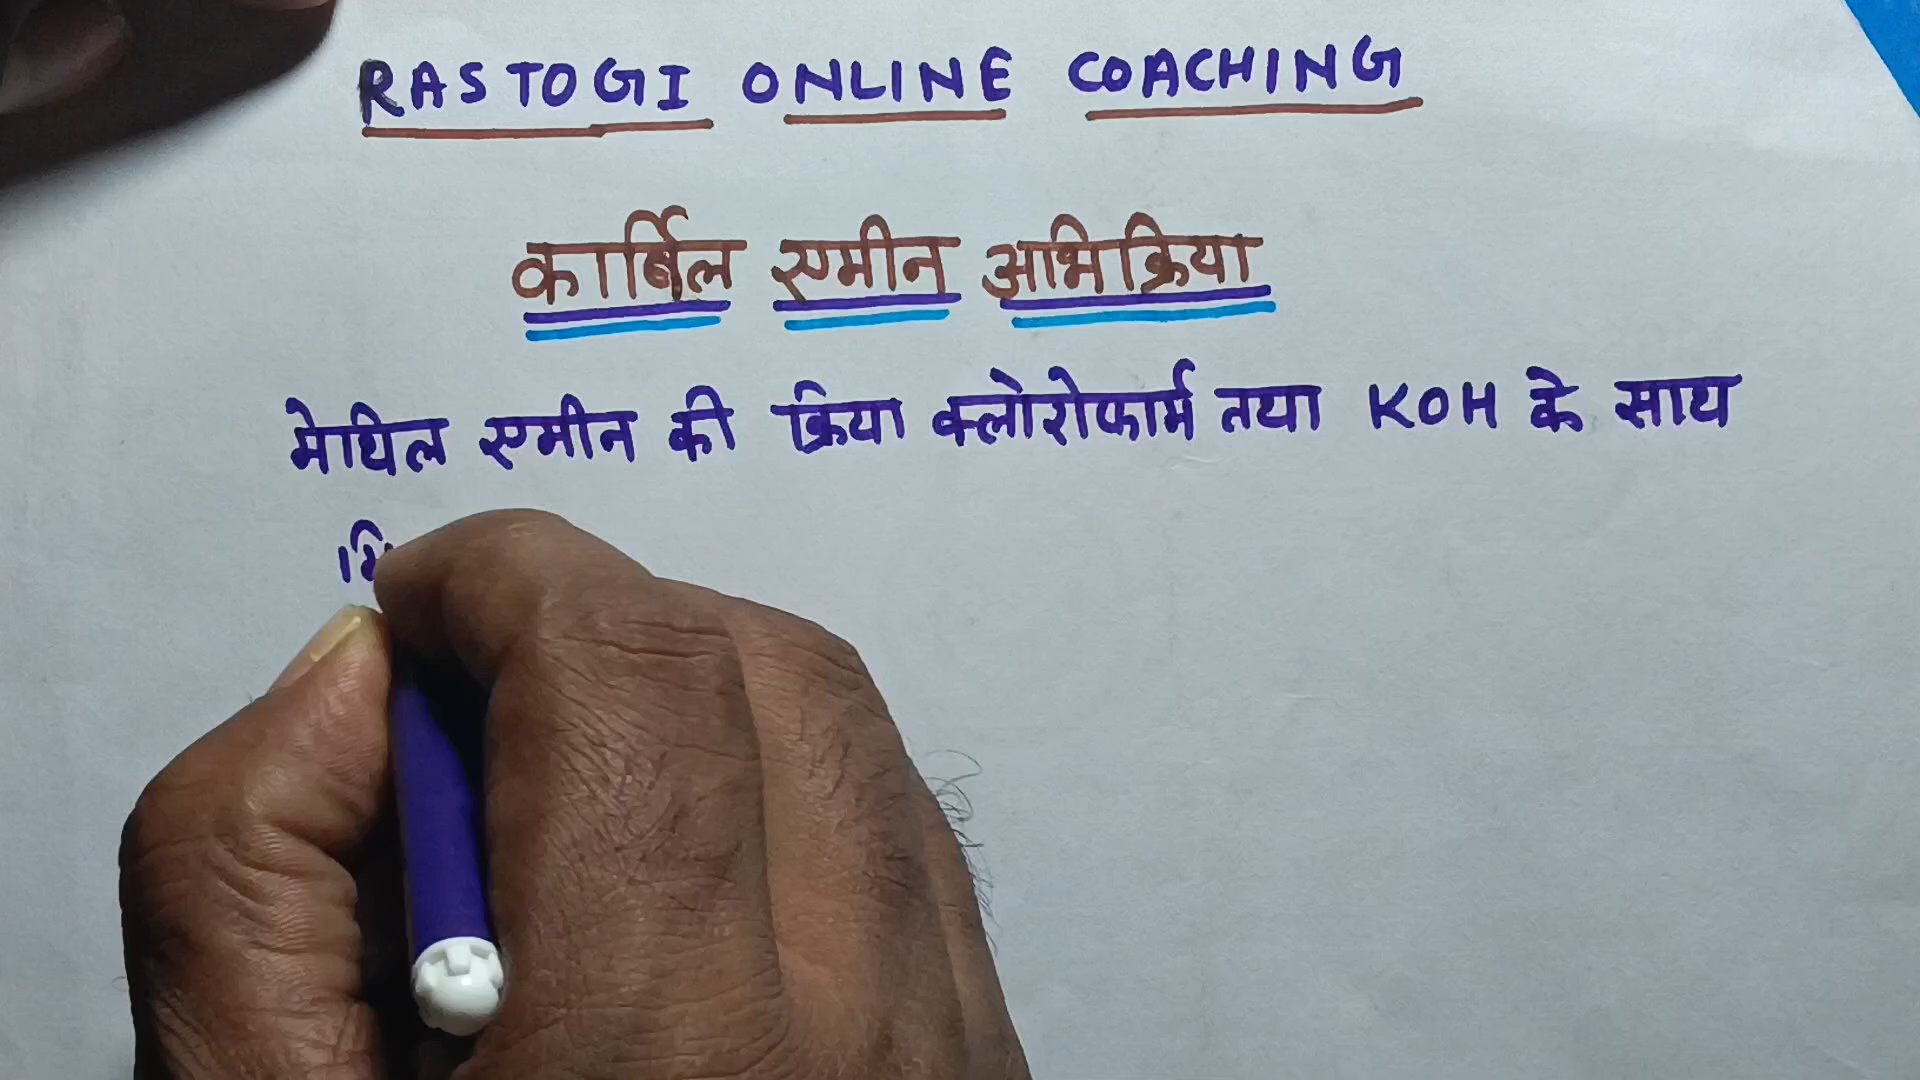 RASTOGI ONLINE COACHING
कार्बिल एमीन अभिक्रिया
मेथिल एमीन की क्रिया क्लोरोफार्म तथा KOH के साथ